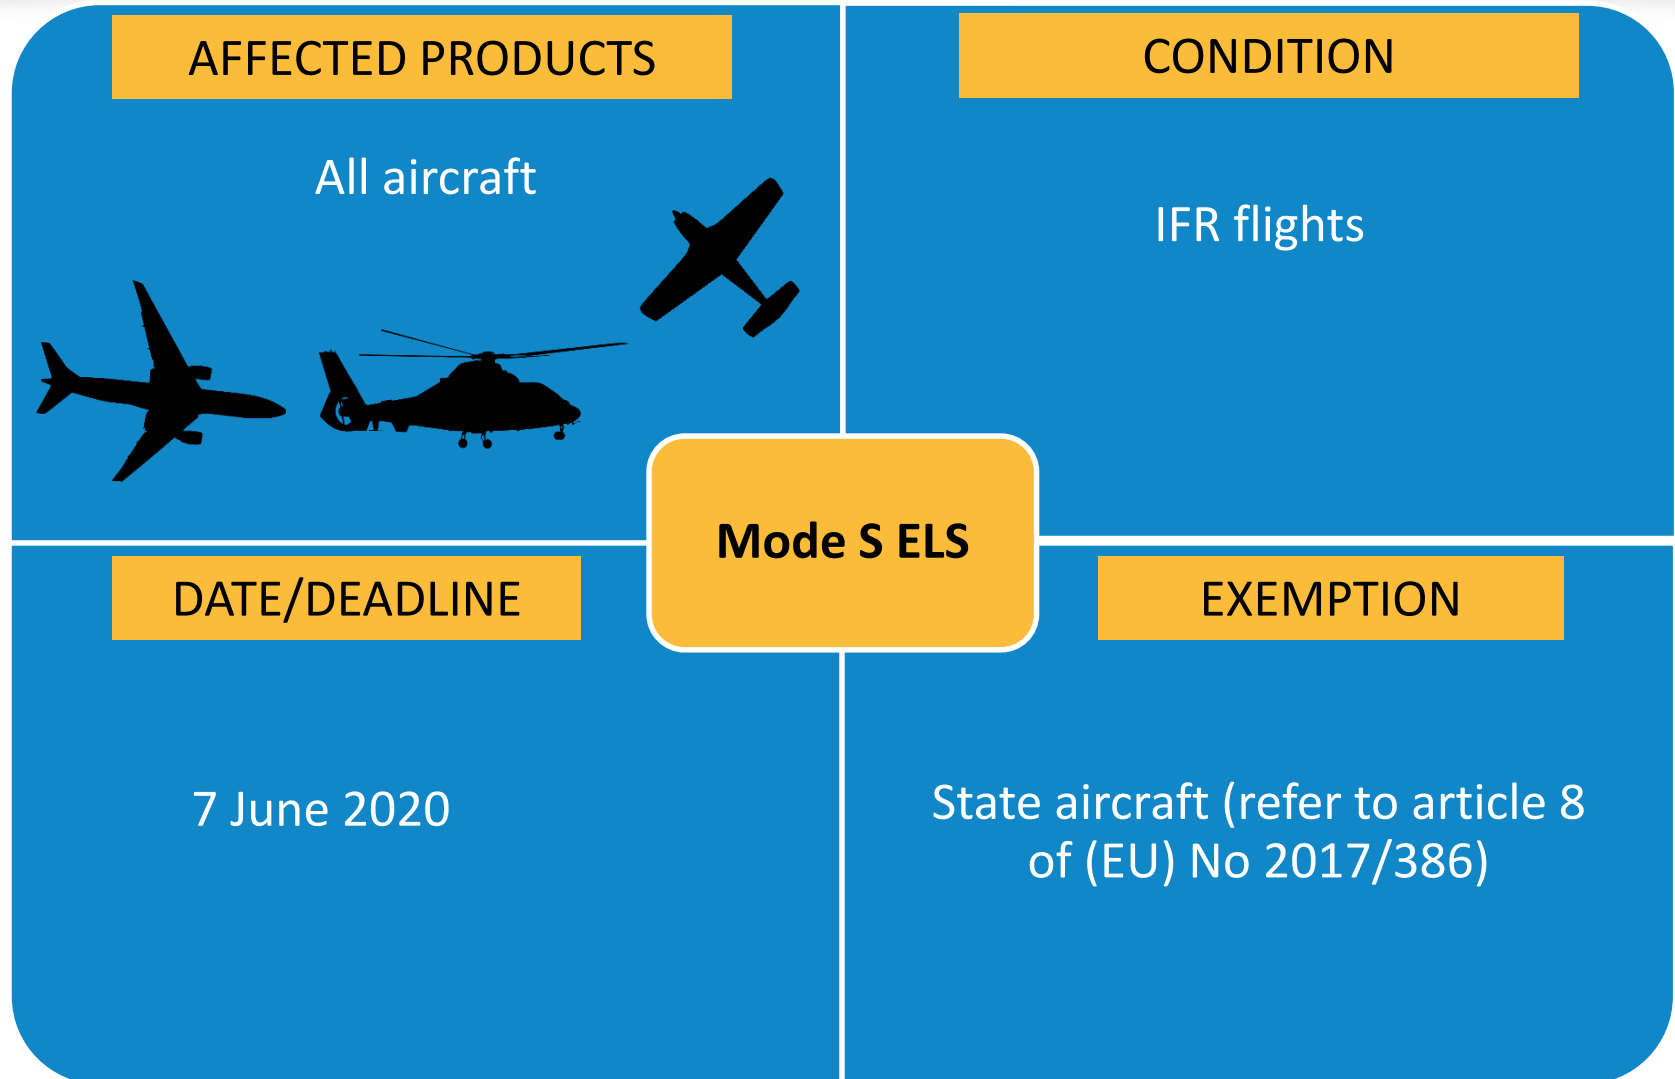 AFFECTED PRODUCTS
All aircraft
CONDITION
IFR flights
Mode S ELS
DATE/DEADLINE
7 June 2020
EXEMPTION
State aircraft (refer to article 8
of (EU) No 2017/386)